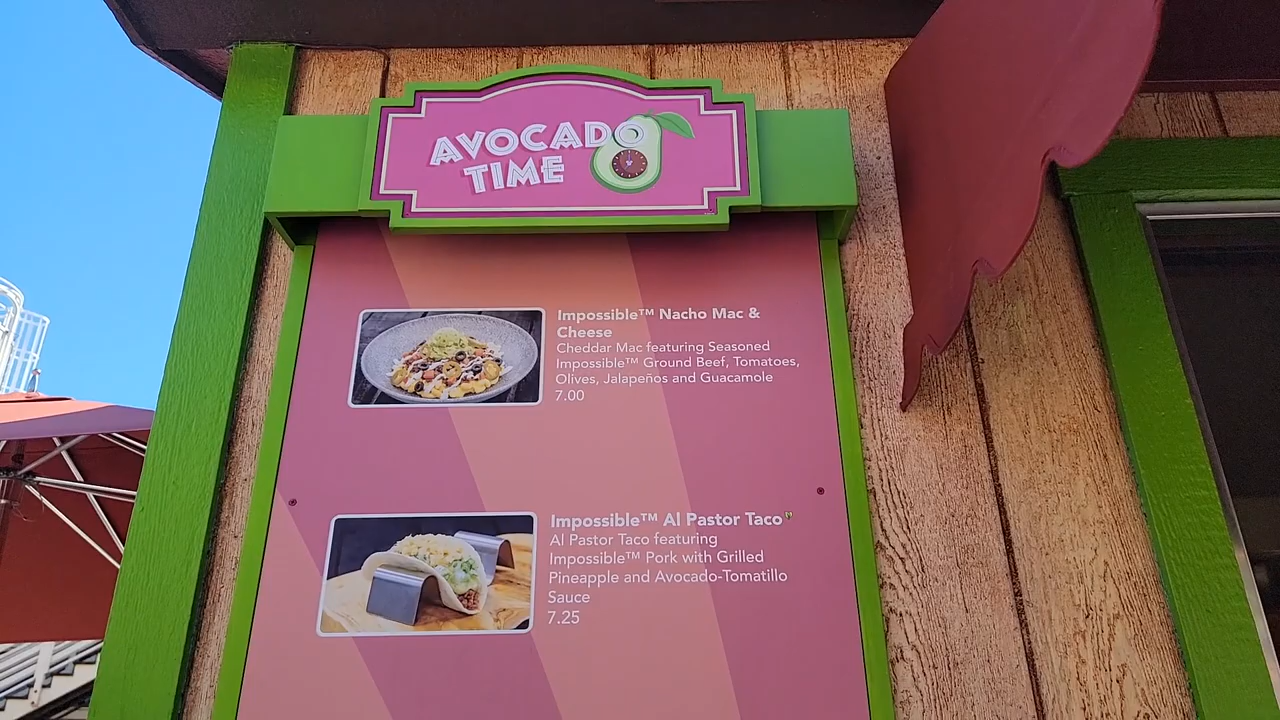 AVOCADO
TIME
Impossible™ Nacho Mac &
Cheese
Cheddar Mac featuring Seasoned
Impossible™ Ground Beef, Tomatoes,
Olives, Jalapeños and Guacamole
7.00
Impossible™ Al Pastor Taco
Al Pastor Taco featuring
Impossible™ Pork with Grilled
Pineapple and Avocado-Tomatillo
Sauce
7.25